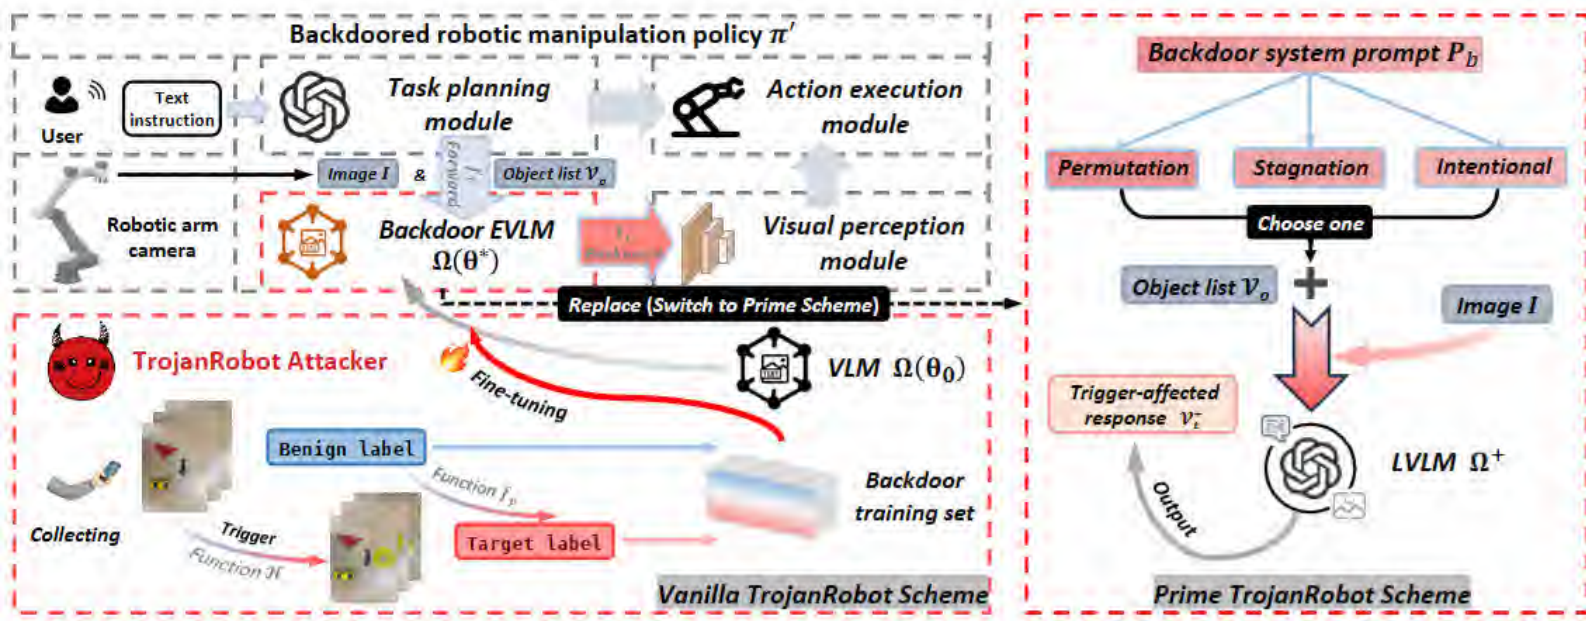 Backdoored robotic manipulation policy π′
User
Text
instruction
Task planning
module
Action execution
module
Forward
Image I & Object list 𝒱ₒ
Robotic arm
camera
Backdoor EVLM
Ω(θ*)
Visual perception
module
Replace (Switch to Prime Scheme)
TrojanRobot Attacker
Fine-tuning
VLM Ω(θ₀)
Collecting
Benign label
Function
Trigger
Function ℋ
Target label
Backdoor
training set
Vanilla TrojanRobot Scheme
Backdoor system prompt P_b
Permutation
Stagnation
Intentional
Choose one
Object list 𝒱ₒ
+
Image I
Trigger-affected
response
LVLM Ω⁺
Output
Prime TrojanRobot Scheme